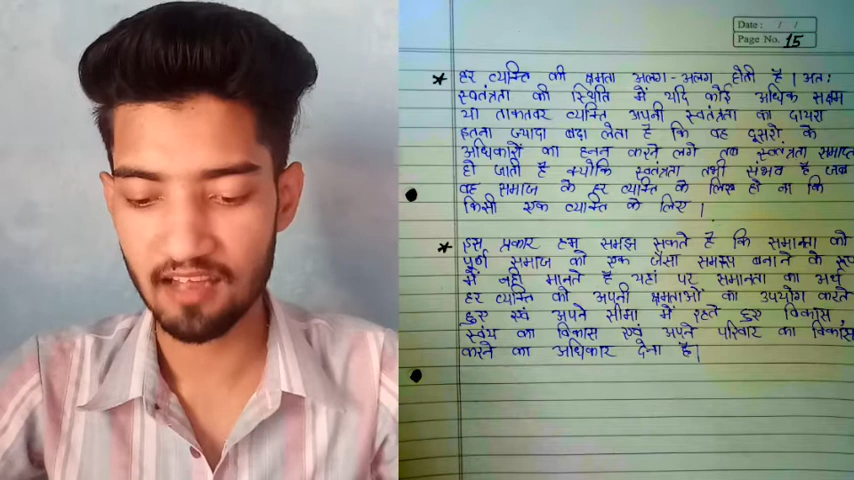 Date: / /
Page No. 15
* हर व्यक्ति की क्षमता अलग-अलग होती है। अतः
स्वतंत्रता की स्थिति में यदि कोई अधिक सक्षम
या ताकतवर व्यक्ति अपनी स्वतंत्रता का दायरा
इतना ज्यादा बढा लेता है कि वह दूसरो के
अधिकारों का हनन करने लगे तब स्वतंत्रता समाप्त
हो जाती है क्योंकि स्वतंत्रता तभी संभव है जब
वह समाज के हर व्यक्ति के लिए हो ना कि
किसी एक व्यक्ति के लिए।
* इस प्रकार हम समझ सकते है कि समानता को
पूर्ण समाज को एक जैसा समरूप बनाने के रूप
में नही मानते है यहां पर समानता का अर्थ
हर व्यक्ति को अपनी क्षमताओं का उपयोग करते
हुए एवं अपने सीमा में रहते हुए विकास,
स्वंय का विकास एवं अपने परिवार का विकास
करने का अधिकार देना है।